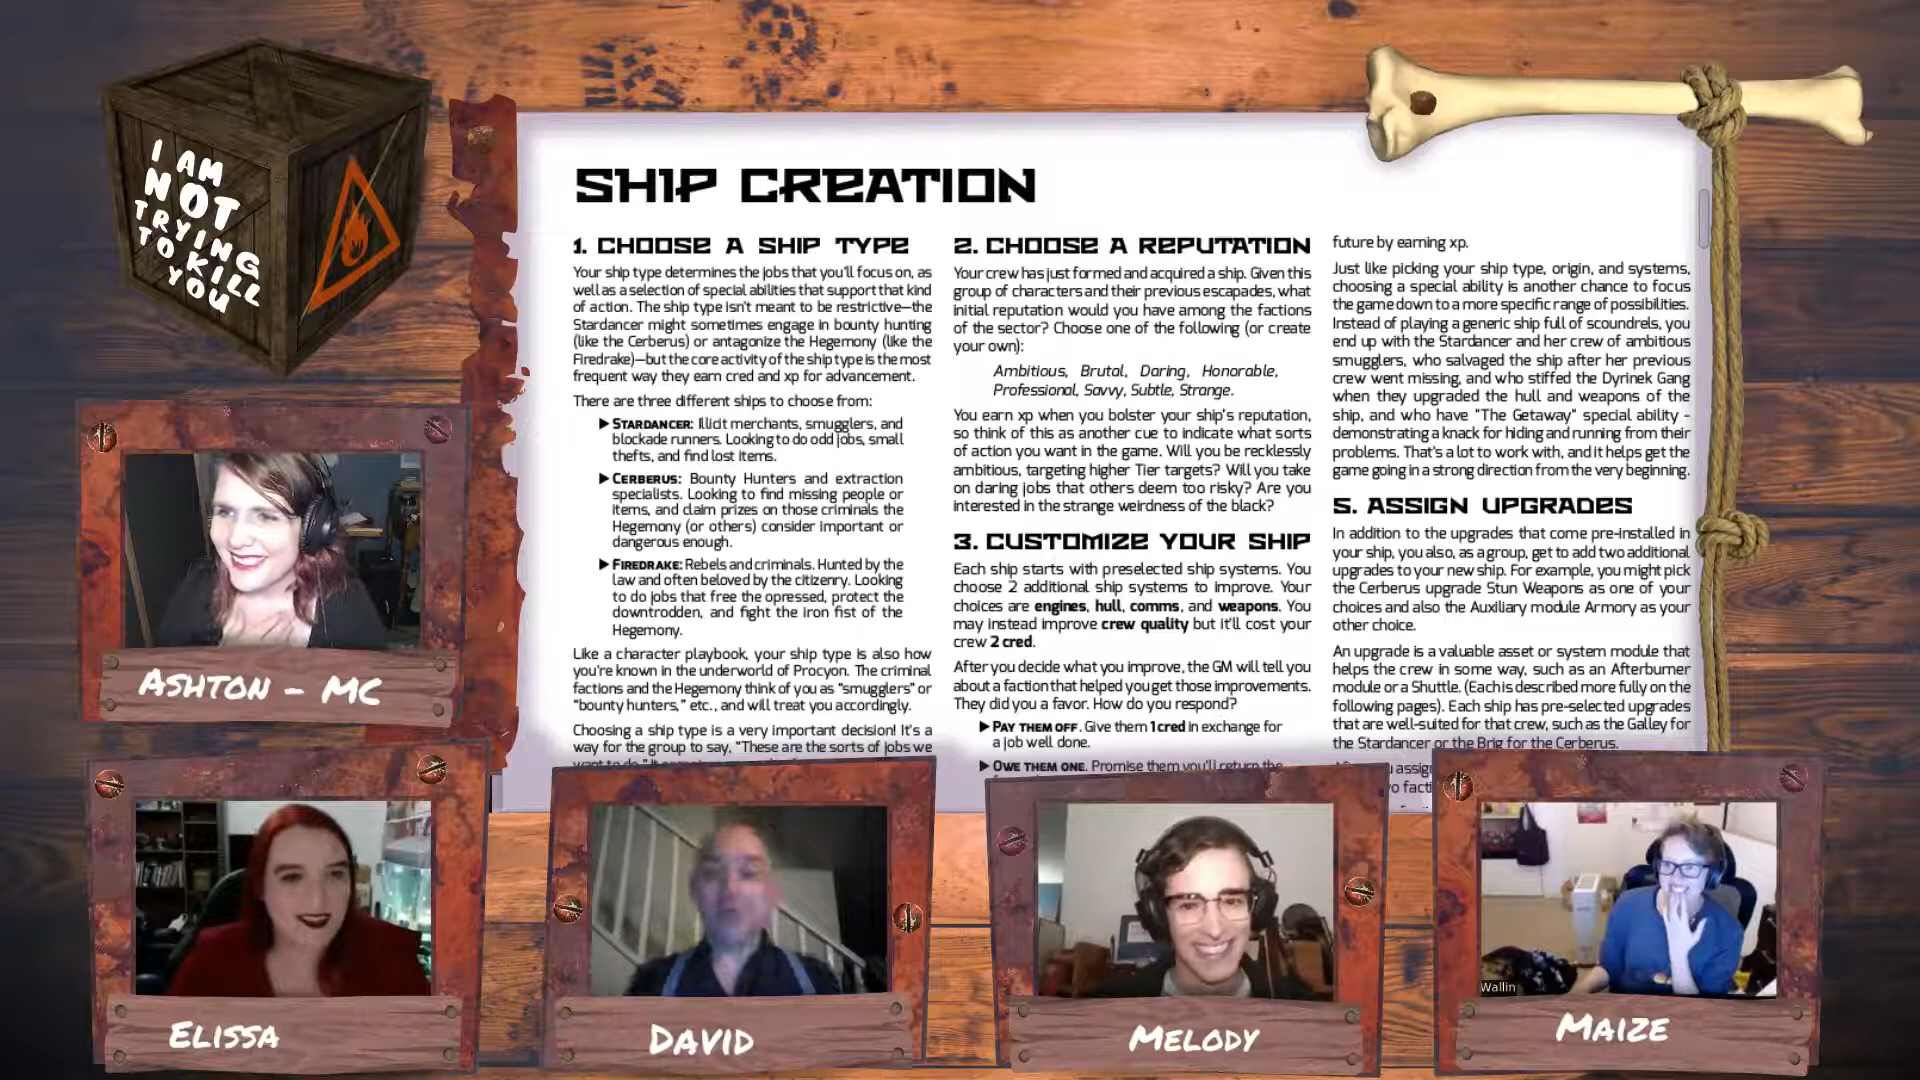 I AM
NOT
TRYING
TO KILL
YOU
SHIP CREATION
1. CHOOSE A SHIP TYPE
Your ship type determines the jobs that you'll focus on, as
well as a selection of special abilities that support that kind
of action. The ship type isn't meant to be restrictive—the
Stardancer might sometimes engage in bounty hunting
(like the Cerberus) or antagonize the Hegemony (like the
Firedrake)—but the core activity of the ship type is the most
frequent way they earn cred and xp for advancement.
There are three different ships to choose from:
▶ STARDANCER: Illicit merchants, smugglers, and
blockade runners. Looking to do odd jobs, small
thefts, and find lost items.
▶ CERBERUS: Bounty Hunters and extraction
specialists. Looking to find missing people or
items, and claim prizes on those criminals the
Hegemony (or others) consider important or
dangerous enough.
▶ FIREDRAKE: Rebels and criminals. Hunted by the
law and often beloved by the citizenry. Looking
to do jobs that free the opressed, protect the
downtrodden, and fight the iron fist of the
Hegemony.
Like a character playbook, your ship type is also how
you're known in the underworld of Procyon. The criminal
factions and the Hegemony think of you as "smugglers" or
"bounty hunters," etc., and will treat you accordingly.
Choosing a ship type is a very important decision! It's a
way for the group to say, "These are the sorts of jobs we
want to do."
2. CHOOSE A REPUTATION
Your crew has just formed and acquired a ship. Given this
group of characters and their previous escapades, what
initial reputation would you have among the factions
of the sector? Choose one of the following (or create
your own):
Ambitious, Brutal, Daring, Honorable,
Professional, Savvy, Subtle, Strange.
You earn xp when you bolster your ship's reputation,
so think of this as another cue to indicate what sorts
of action you want in the game. Will you be recklessly
ambitious, targeting higher Tier targets? Will you take
on daring jobs that others deem too risky? Are you
interested in the strange weirdness of the black?
3. CUSTOMIZE YOUR SHIP
Each ship starts with preselected ship systems. You
choose 2 additional ship systems to improve. Your
choices are engines, hull, comms, and weapons. You
may instead improve crew quality but it'll cost your
crew 2 cred.
After you decide what you improve, the GM will tell you
about a faction that helped you get those improvements.
They did you a favor. How do you respond?
▶ PAY THEM OFF. Give them 1 cred in exchange for
a job well done.
▶ OWE THEM ONE. Promise them you'll return the
future by earning xp.
Just like picking your ship type, origin, and systems,
choosing a special ability is another chance to focus
the game down to a more specific range of possibilities.
Instead of playing a generic ship full of scoundrels, you
end up with the Stardancer and her crew of ambitious
smugglers, who salvaged the ship after her previous
crew went missing, and who stiffed the Dyrinek Gang
when they upgraded the hull and weapons of the
ship, and who have "The Getaway" special ability -
demonstrating a knack for hiding and running from their
problems. That's a lot to work with, and it helps get the
game going in a strong direction from the very beginning.
5. ASSIGN UPGRADES
In addition to the upgrades that come pre-installed in
your ship, you also, as a group, get to add two additional
upgrades to your new ship. For example, you might pick
the Cerberus upgrade Stun Weapons as one of your
choices and also the Auxiliary module Armory as your
other choice.
An upgrade is a valuable asset or system module that
helps the crew in some way, such as an Afterburner
module or a Shuttle. (Each is described more fully on the
following pages). Each ship has pre-selected upgrades
that are well-suited for that crew, such as the Galley for
the Stardancer or the Brig for the Cerberus.
ASHTON - MC
Wallin
ELISSA
DAVID
MELODY
MAIZE